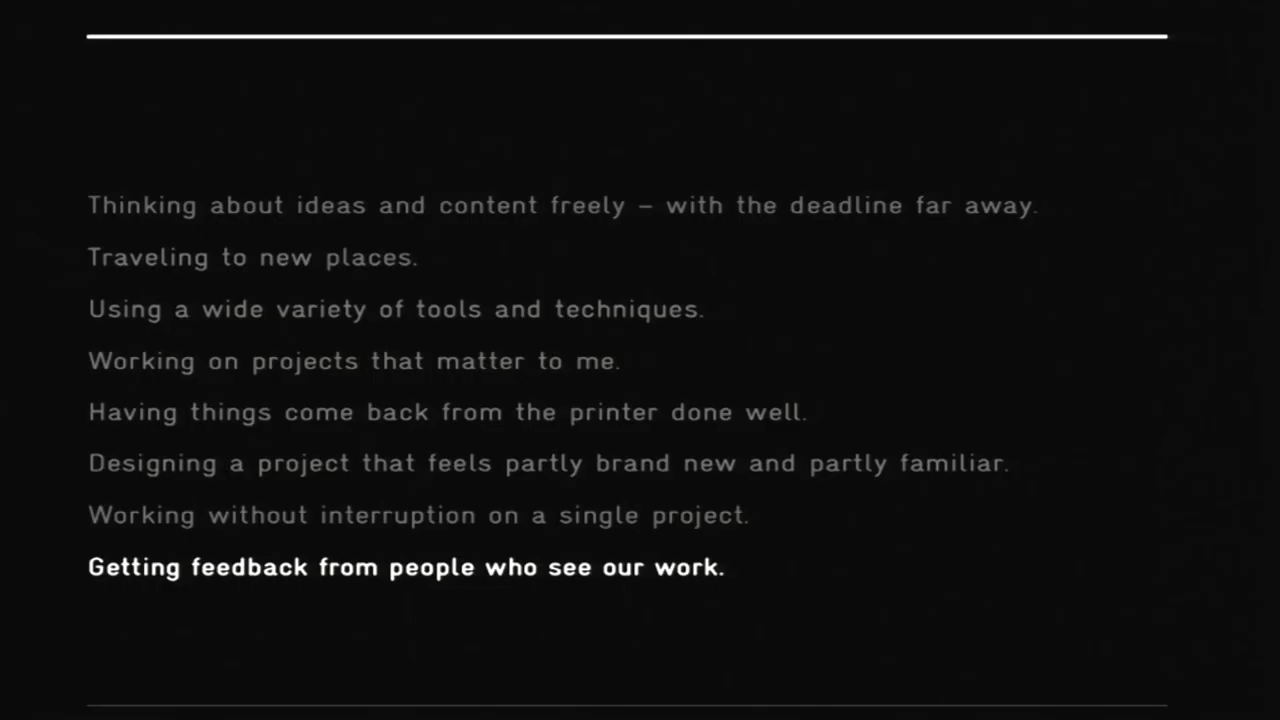 Thinking about ideas and content freely – with the deadline far away.
Traveling to new places.
Using a wide variety of tools and techniques.
Working on projects that matter to me.
Having things come back from the printer done well.
Designing a project that feels partly brand new and partly familiar.
Working without interruption on a single project.
Getting feedback from people who see our work.